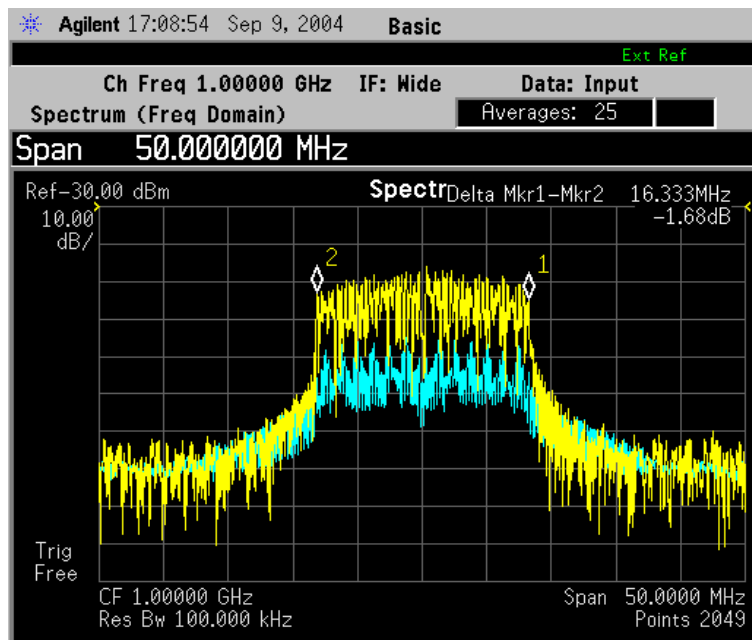 Agilent 17:08:54 Sep 9, 2004 Basic
Ext Ref
Ch Freq 1.00000 GHz IF: Wide Data: Input
Spectrum (Freq Domain) Averages: 25
Span 50.000000 MHz
Ref-30.00 dBm Spectr Delta Mkr1-Mkr2 16.333MHz
10.00 -1.68dB
dB/
2 1
Trig
Free
CF 1.00000 GHz Span 50.0000 MHz
Res Bw 100.000 kHz Points 2049